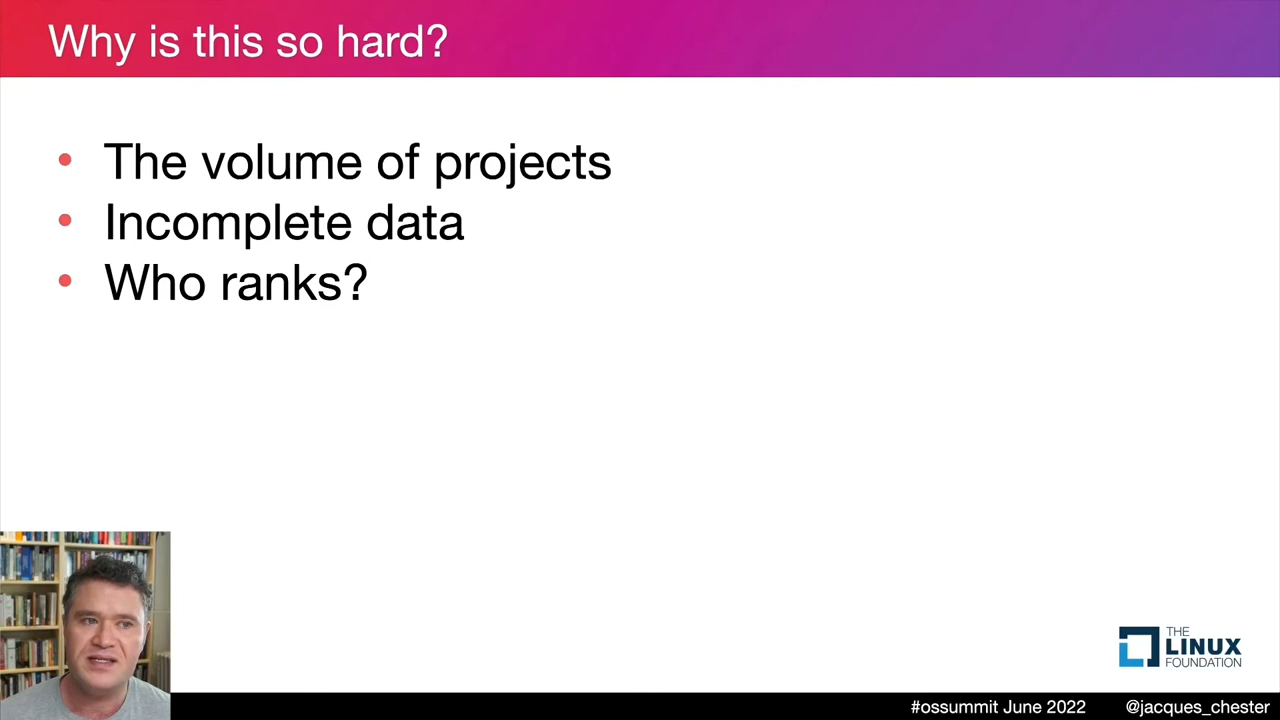 Why is this so hard?
• The volume of projects
• Incomplete data
• Who ranks?
THE
LINUX
FOUNDATION
#ossummit June 2022 @jacques_chester